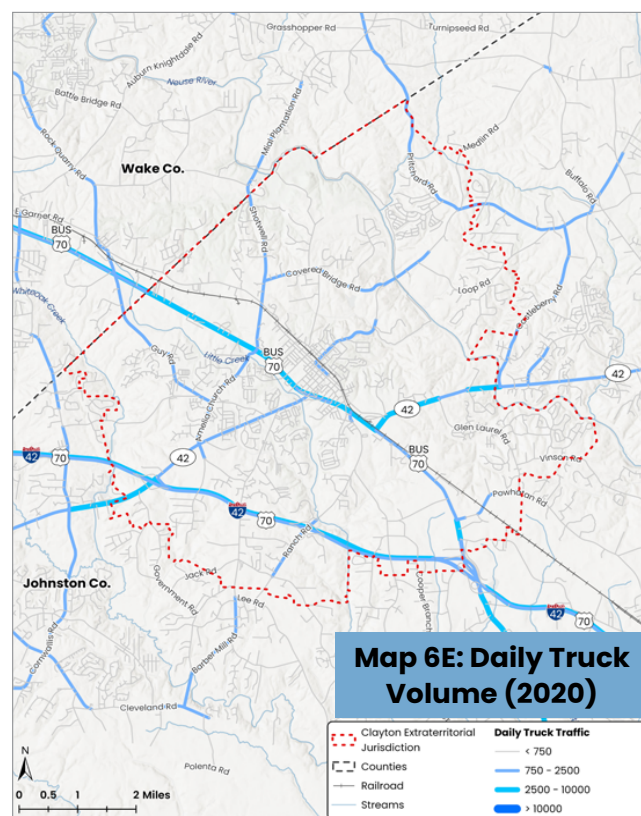 Grasshopper Rd
Turnipseed Rd
Auburn Knightdale Rd
Neuse River
Battle Bridge Rd
Mial Plantation Rd
Rock Quarry Rd
Medlin Rd
Wake Co.
Pritchard Rd
Buffalo Rd
E Garner Rd
Shotwell Rd
BUS
70
Covered Bridge Rd
Loop Rd
Whiteoak Creek
Castleberry Rd
Guy Rd
Little Creek
BUS
70
42
Amelia Church Rd
42
Glen Laurel Rd
42
70
42
BUS
70
Vinson Rd
Powhatan Rd
42
70
Ranch Rd
Jack Rd
Johnston Co.
Government Rd
Lee Rd
Cooper Branch
42
70
Cornwallis Rd
Barber Mill Rd
Map 6E: Daily Truck
Volume (2020)
Cleveland Rd
Polenta Rd
N
0 0.5 1 2 Miles
Clayton Extraterritorial
Jurisdiction
Counties
Railroad
Streams
Daily Truck Traffic
< 750
750 - 2500
2500 - 10000
> 10000